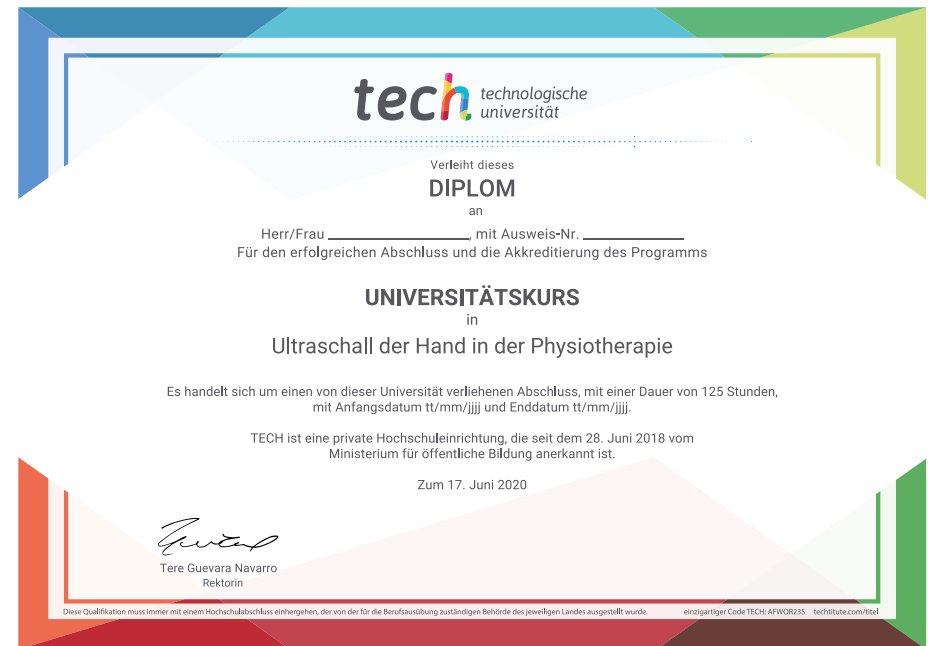 tech technologische
universität
Verleiht dieses
DIPLOM
an
Herr/Frau ____________, mit Ausweis-Nr. ____________
Für den erfolgreichen Abschluss und die Akkreditierung des Programms
UNIVERSITÄTSKURS
in
Ultraschall der Hand in der Physiotherapie
Es handelt sich um einen von dieser Universität verliehenen Abschluss, mit einer Dauer von 125 Stunden,
mit Anfangsdatum tt/mm/jjjj und Enddatum tt/mm/jjjj.
TECH ist eine private Hochschuleinrichtung, die seit dem 28. Juni 2018 vom
Ministerium für öffentliche Bildung anerkannt ist.
Zum 17. Juni 2020
Tere Guevara Navarro
Rektorin
Diese Qualifikation muss immer mit einem Hochschulabschluss einhergehen, der von der für die Berufsausübung zuständigen Behörde des jeweiligen Landes ausgestellt wurde. einzigartiger Code TECH: AFWOR23S techtitute.com/titel